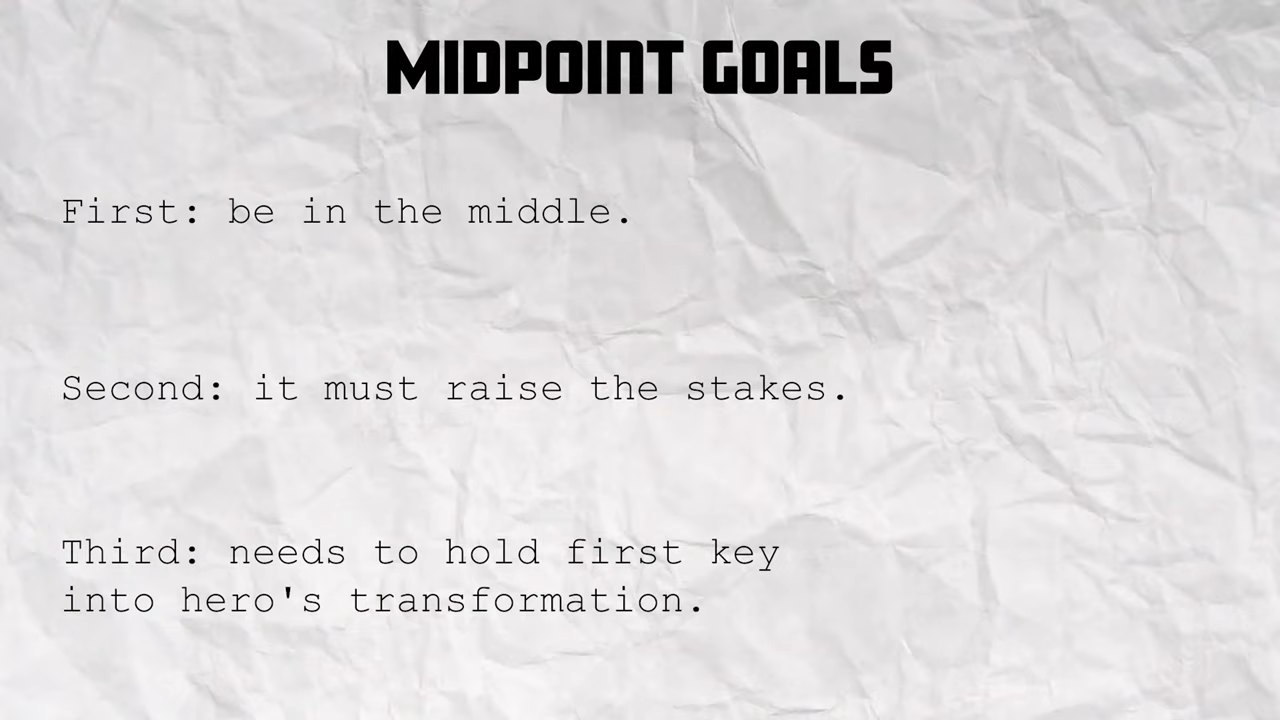 MIDPOINT GOALS
First: be in the middle.
Second: it must raise the stakes.
Third: needs to hold first key
into hero's transformation.